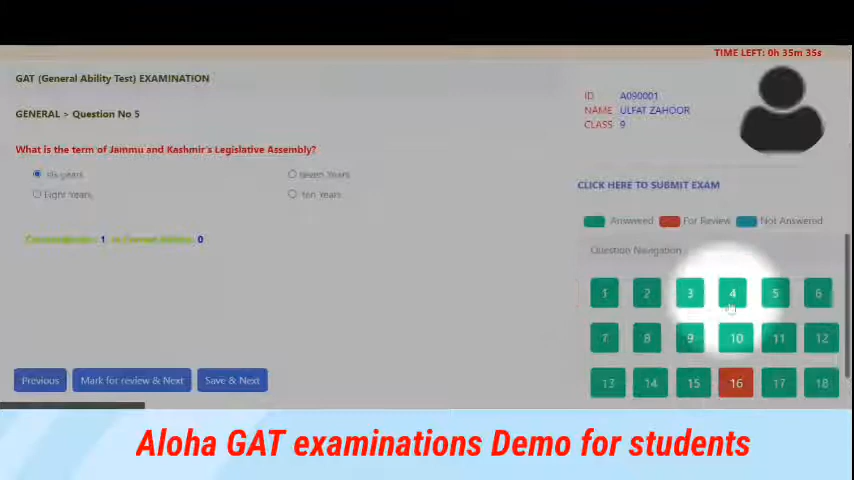 TIME LEFT: 0h 35m 35s
GAT (General Ability Test) EXAMINATION
ID A090001
NAME ULFAT ZAHOOR
CLASS 9
GENERAL > Question No 5
What is the term of Jammu and Kashmir's Legislative Assembly?
years
Seven Years
Eight Years
Ten Years
CLICK HERE TO SUBMIT EXAM
Answered For Review Not Answered
1 0
Question Navigation
1 2 3 4 5 6
7 8 9 10 11 12
13 14 15 16 17 18
Previous Mark for review & Next Save & Next
Aloha GAT examinations Demo for students